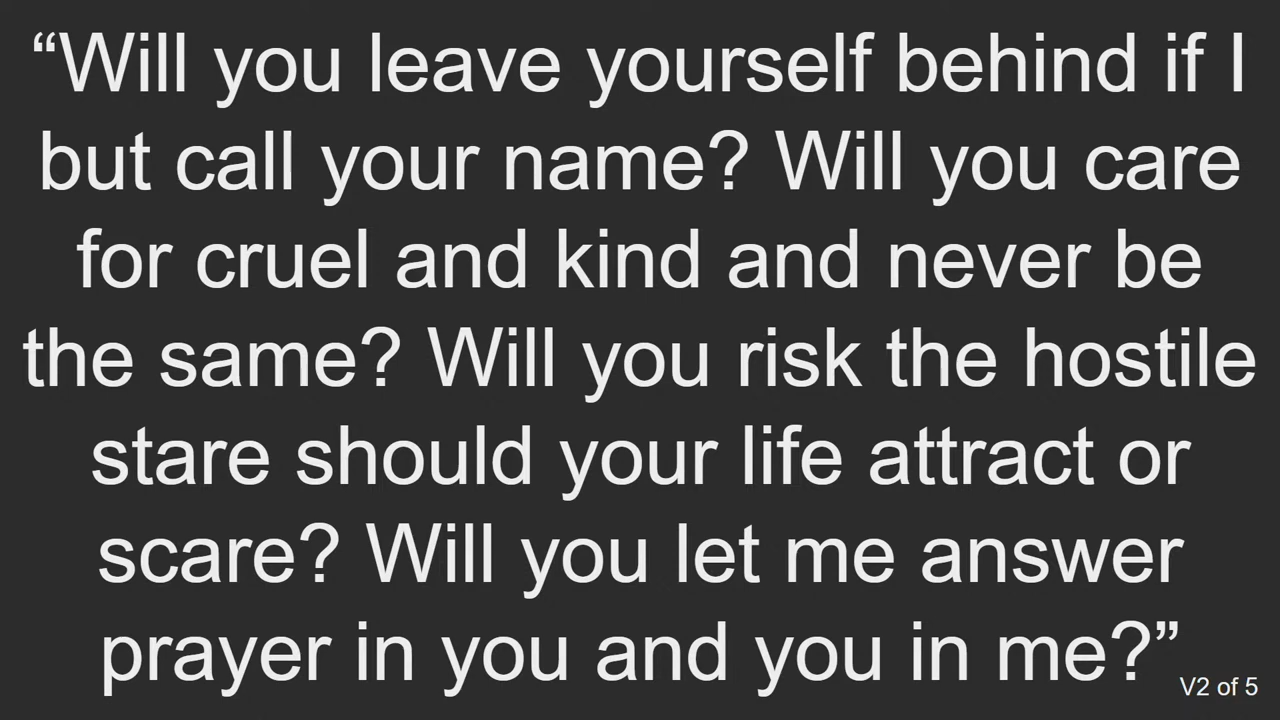 “Will you leave yourself behind if I
but call your name? Will you care
for cruel and kind and never be
the same? Will you risk the hostile
stare should your life attract or
scare? Will you let me answer
prayer in you and you in me?”
V2 of 5